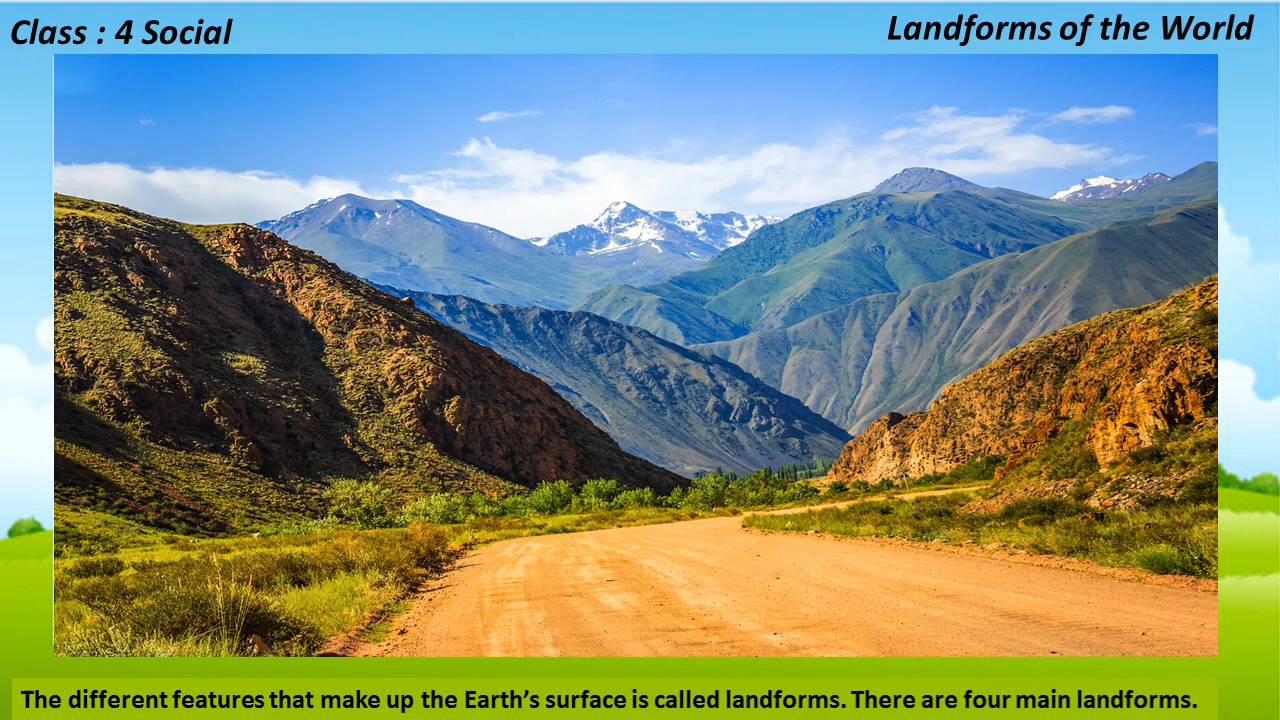 Class : 4 Social
Landforms of the World
The different features that make up the Earth’s surface is called landforms. There are four main landforms.